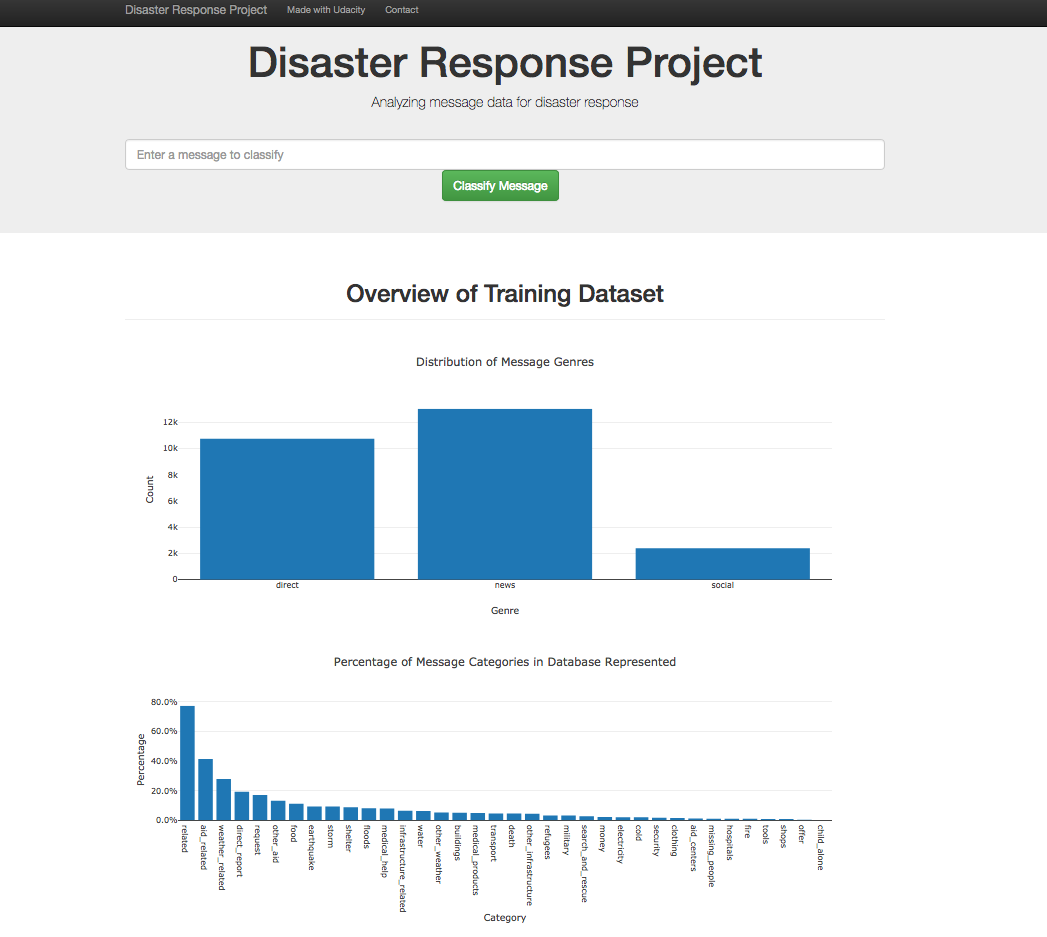 Disaster Response Project Made with Udacity Contact
Disaster Response Project
Analyzing message data for disaster response
Enter a message to classify
Classify Message
Overview of Training Dataset
Distribution of Message Genres
12k
10k
8k
6k
4k
2k
0
Count
direct news social
Genre
Percentage of Message Categories in Database Represented
80.0%
60.0%
40.0%
20.0%
0.0%
Percentage
related
aid_related
weather_related
direct_report
request
other_aid
food
earthquake
storm
shelter
floods
medical_help
infrastructure_related
water
other_weather
buildings
medical_products
transport
death
other_infrastructure
refugees
military
search_and_rescue
money
electricity
cold
security
clothing
aid_centers
missing_people
hospitals
fire
tools
shops
offer
child_alone
Category